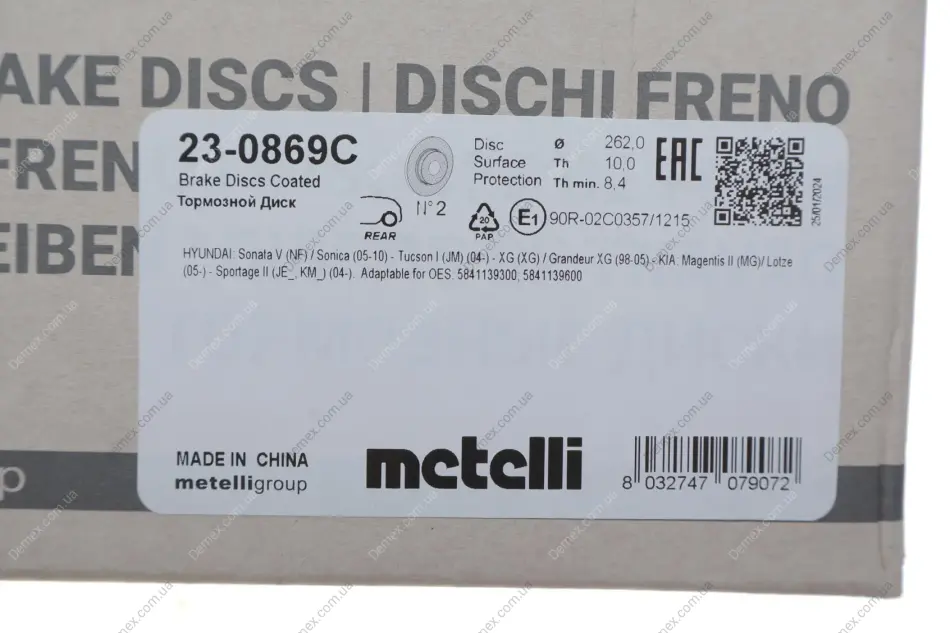 AKE DISCS | DISCHI FRENO
FREN
EIBEN
23-0869C
Brake Discs Coated
Тормозной Диск
REAR
N°2
Disc Ø 262,0
Surface Th 10,0
Protection Th min. 8,4
EAC
20
PAP
E1 90R-02C0357/1215
25/01/2024
HYUNDAI: Sonata V (NF) / Sonica (05-10) - Tucson I (JM) (04-) - XG (XG) / Grandeur XG (98-05) - KIA: Magentis II (MG)/ Lotze
(05-) - Sportage II (JE_, KM_) (04-). Adaptable for OES: 5841139300; 5841139600
MADE IN CHINA
metelligroup
metelli
8 032747 079072
p
Demex.com.ua